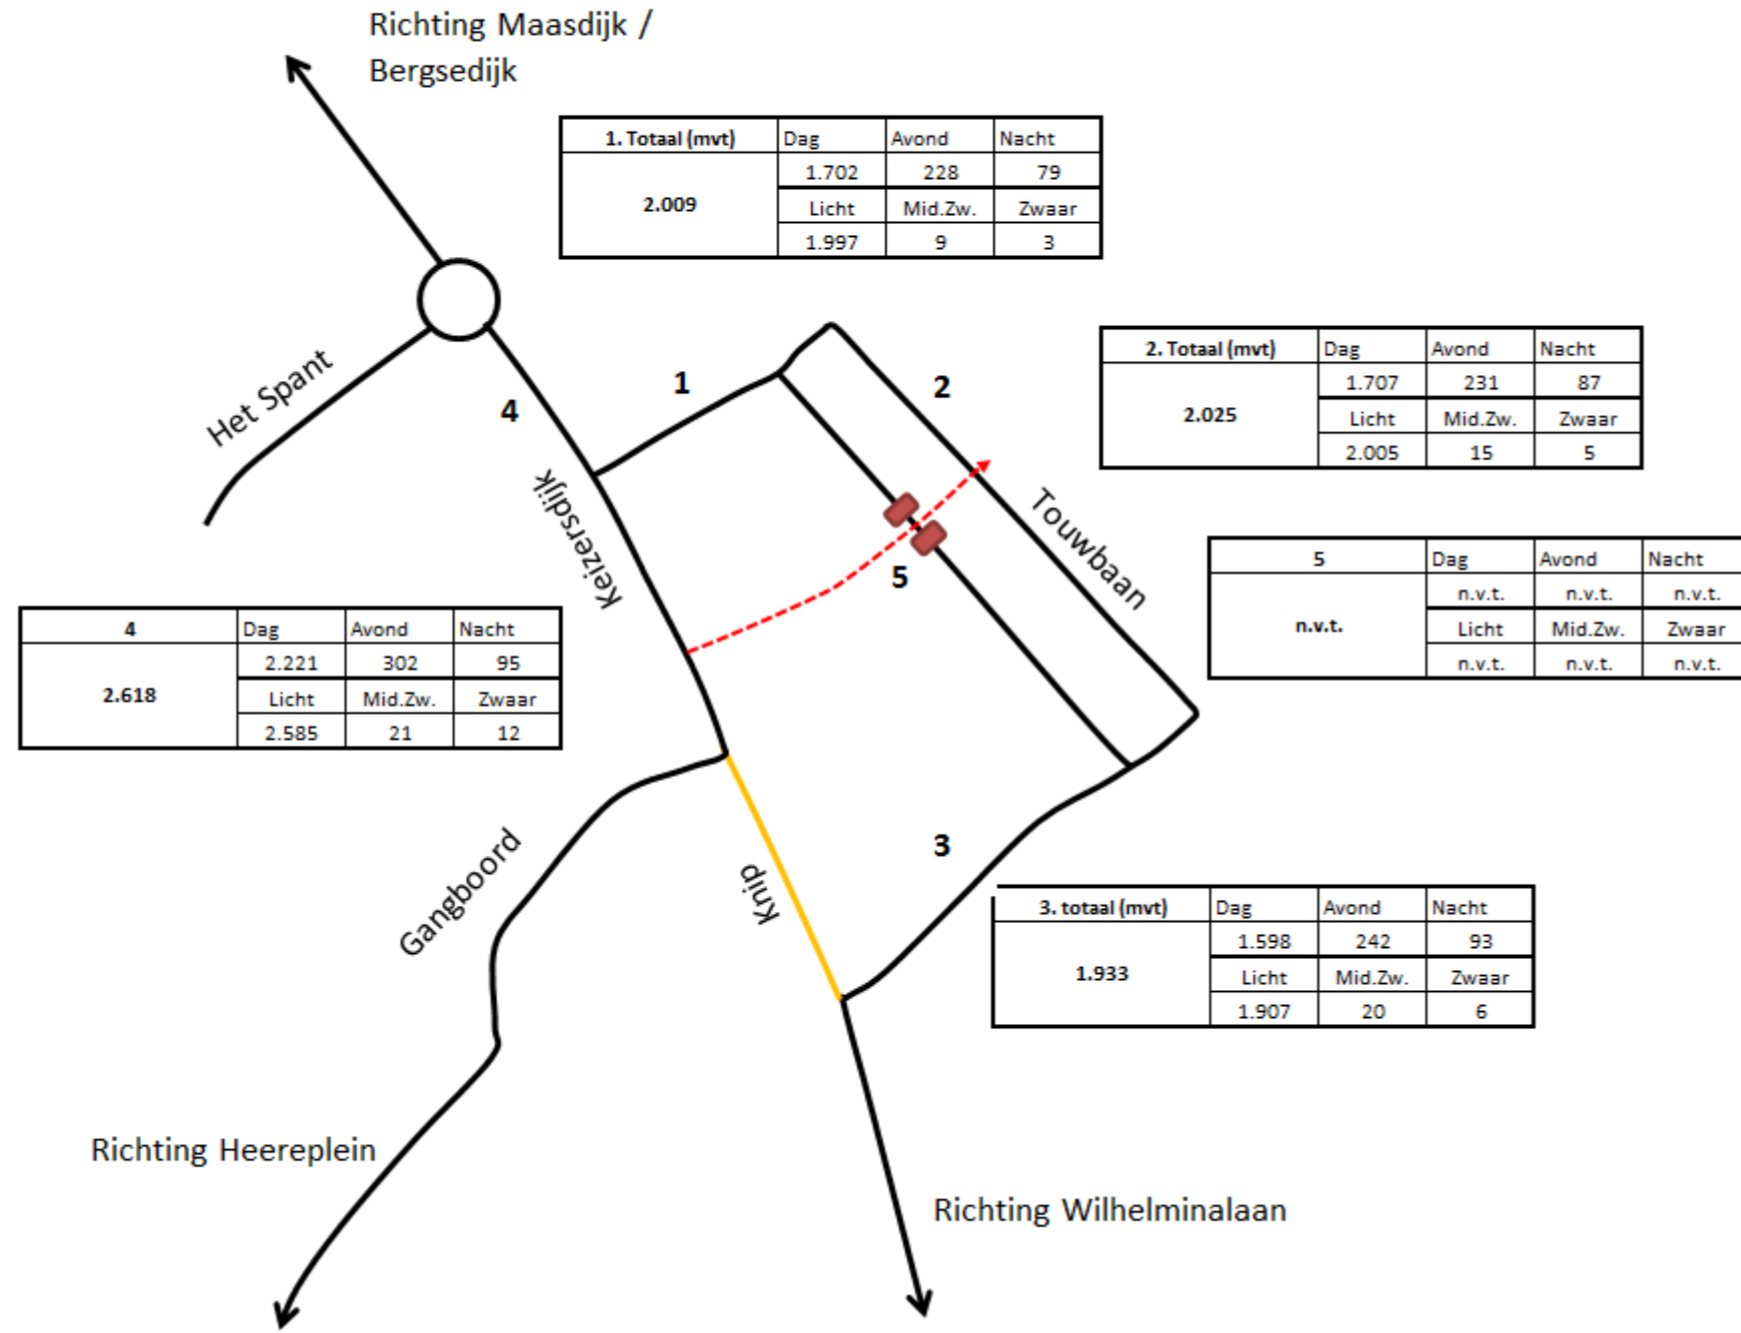 Richting Maasdijk /
Bergsedijk
1. Totaal (mvt) Dag Avond Nacht
1.702 228 79
2.009
Licht Mid.Zw. Zwaar
1.997 9 3
Het Spant
4
1
2
2. Totaal (mvt) Dag Avond Nacht
1.707 231 87
2.025
Licht Mid.Zw. Zwaar
2.005 15 5
Keizersdijk
Touwbaan
5
5 Dag Avond Nacht
n.v.t. n.v.t. n.v.t.
n.v.t.
Licht Mid.Zw. Zwaar
n.v.t. n.v.t. n.v.t.
4 Dag Avond Nacht
2.221 302 95
2.618
Licht Mid.Zw. Zwaar
2.585 21 12
Gangboord
Knip
3
3. totaal (mvt) Dag Avond Nacht
1.598 242 93
1.933
Licht Mid.Zw. Zwaar
1.907 20 6
Richting Heereplein
Richting Wilhelminalaan